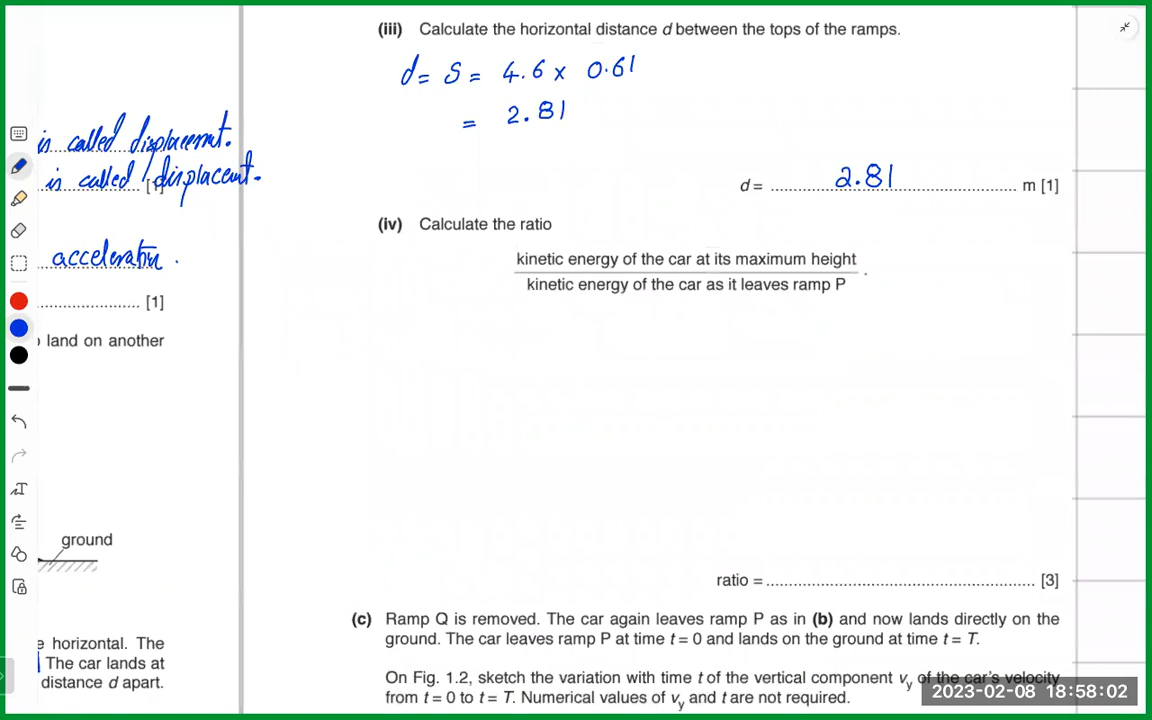 (iii) Calculate the horizontal distance d between the tops of the ramps.
d = S = 4.6 × 0.61
= 2.81
d = ........ 2.81 ........ m [1]
(iv) Calculate the ratio
kinetic energy of the car at its maximum height
kinetic energy of the car as it leaves ramp P
.
ratio = ........ [3]
(c) Ramp Q is removed. The car again leaves ramp P as in (b) and now lands directly on the
ground. The car leaves ramp P at time t = 0 and lands on the ground at time t = T.
On Fig. 1.2, sketch the variation with time t of the vertical component vy of the car's velocity
from t = 0 to t = T. Numerical values of vy and t are not required.
is called displacement.
is called displacent. [1]
acceleration.
........ [1]
land on another
ground
e horizontal. The
The car lands at
distance d apart.
T
2023-02-08 18:58:02